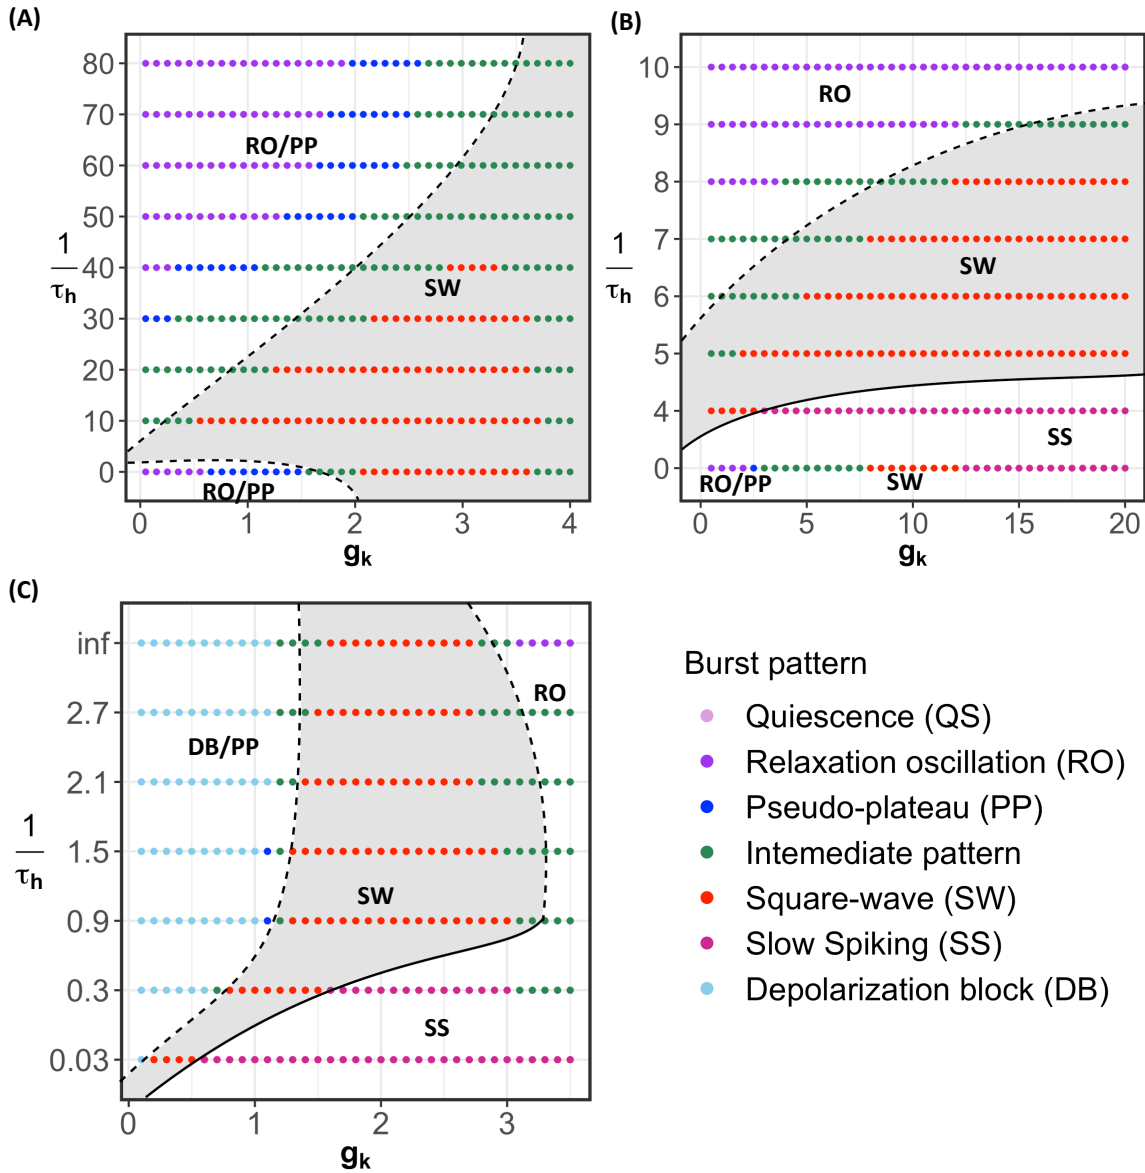 (A)
80
70
60
50
40
30
20
10
0
1
τh
RO/PP
SW
RO/PP
0 1 2 3 4
gk
(B)
10
9
8
7
6
5
4
0
1
τh
RO
SW
SS
RO/PP
SW
0 5 10 15 20
gk
(C)
inf
2.7
2.1
1.5
0.9
0.3
0.03
1
τh
RO
DB/PP
SW
SS
0 1 2 3
gk
Burst pattern
Quiescence (QS)
Relaxation oscillation (RO)
Pseudo-plateau (PP)
Intemediate pattern
Square-wave (SW)
Slow Spiking (SS)
Depolarization block (DB)